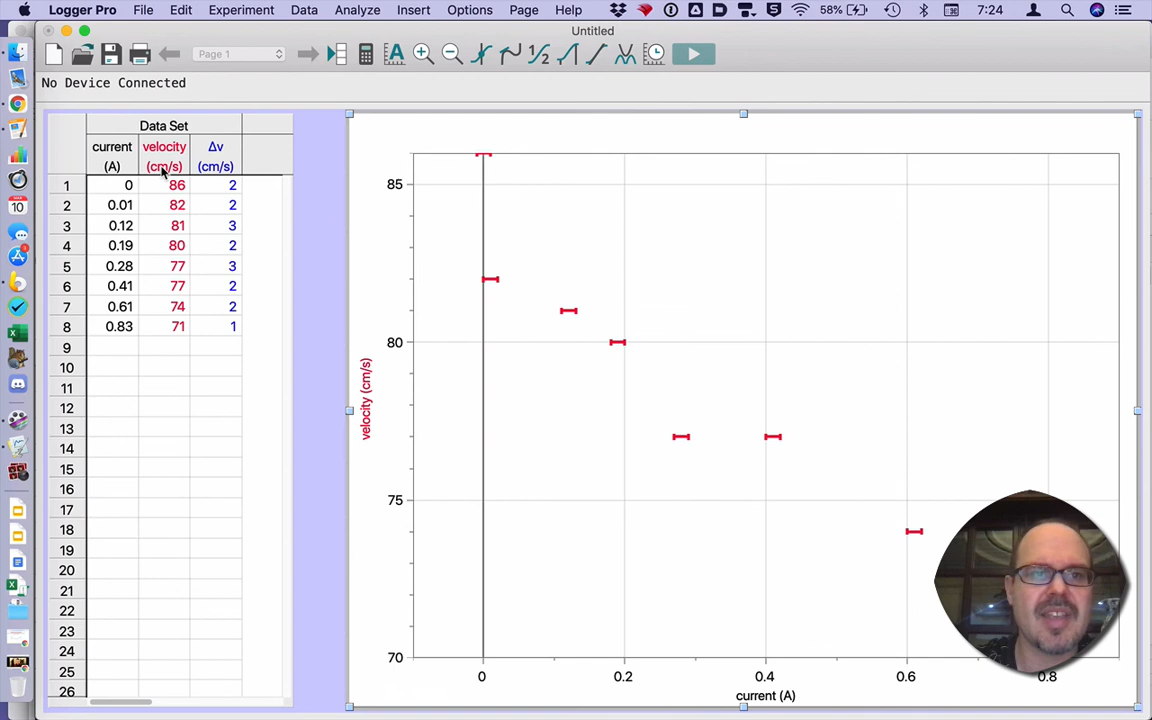 Logger Pro File Edit Experiment Data Analyze Insert Options Page Help 58% 7:24
Untitled
Page 1
No Device Connected
Data Set
current (A) velocity (cm/s) Δv (cm/s)
1 0 86 2
2 0.01 82 2
3 0.12 81 3
4 0.19 80 2
5 0.28 77 3
6 0.41 77 2
7 0.61 74 2
8 0.83 71 1
9
10
11
12
13
14
15
16
17
18
19
20
21
22
23
24
25
26
85
80
75
70
velocity (cm/s)
0 0.2 0.4 0.6 0.8
current (A)